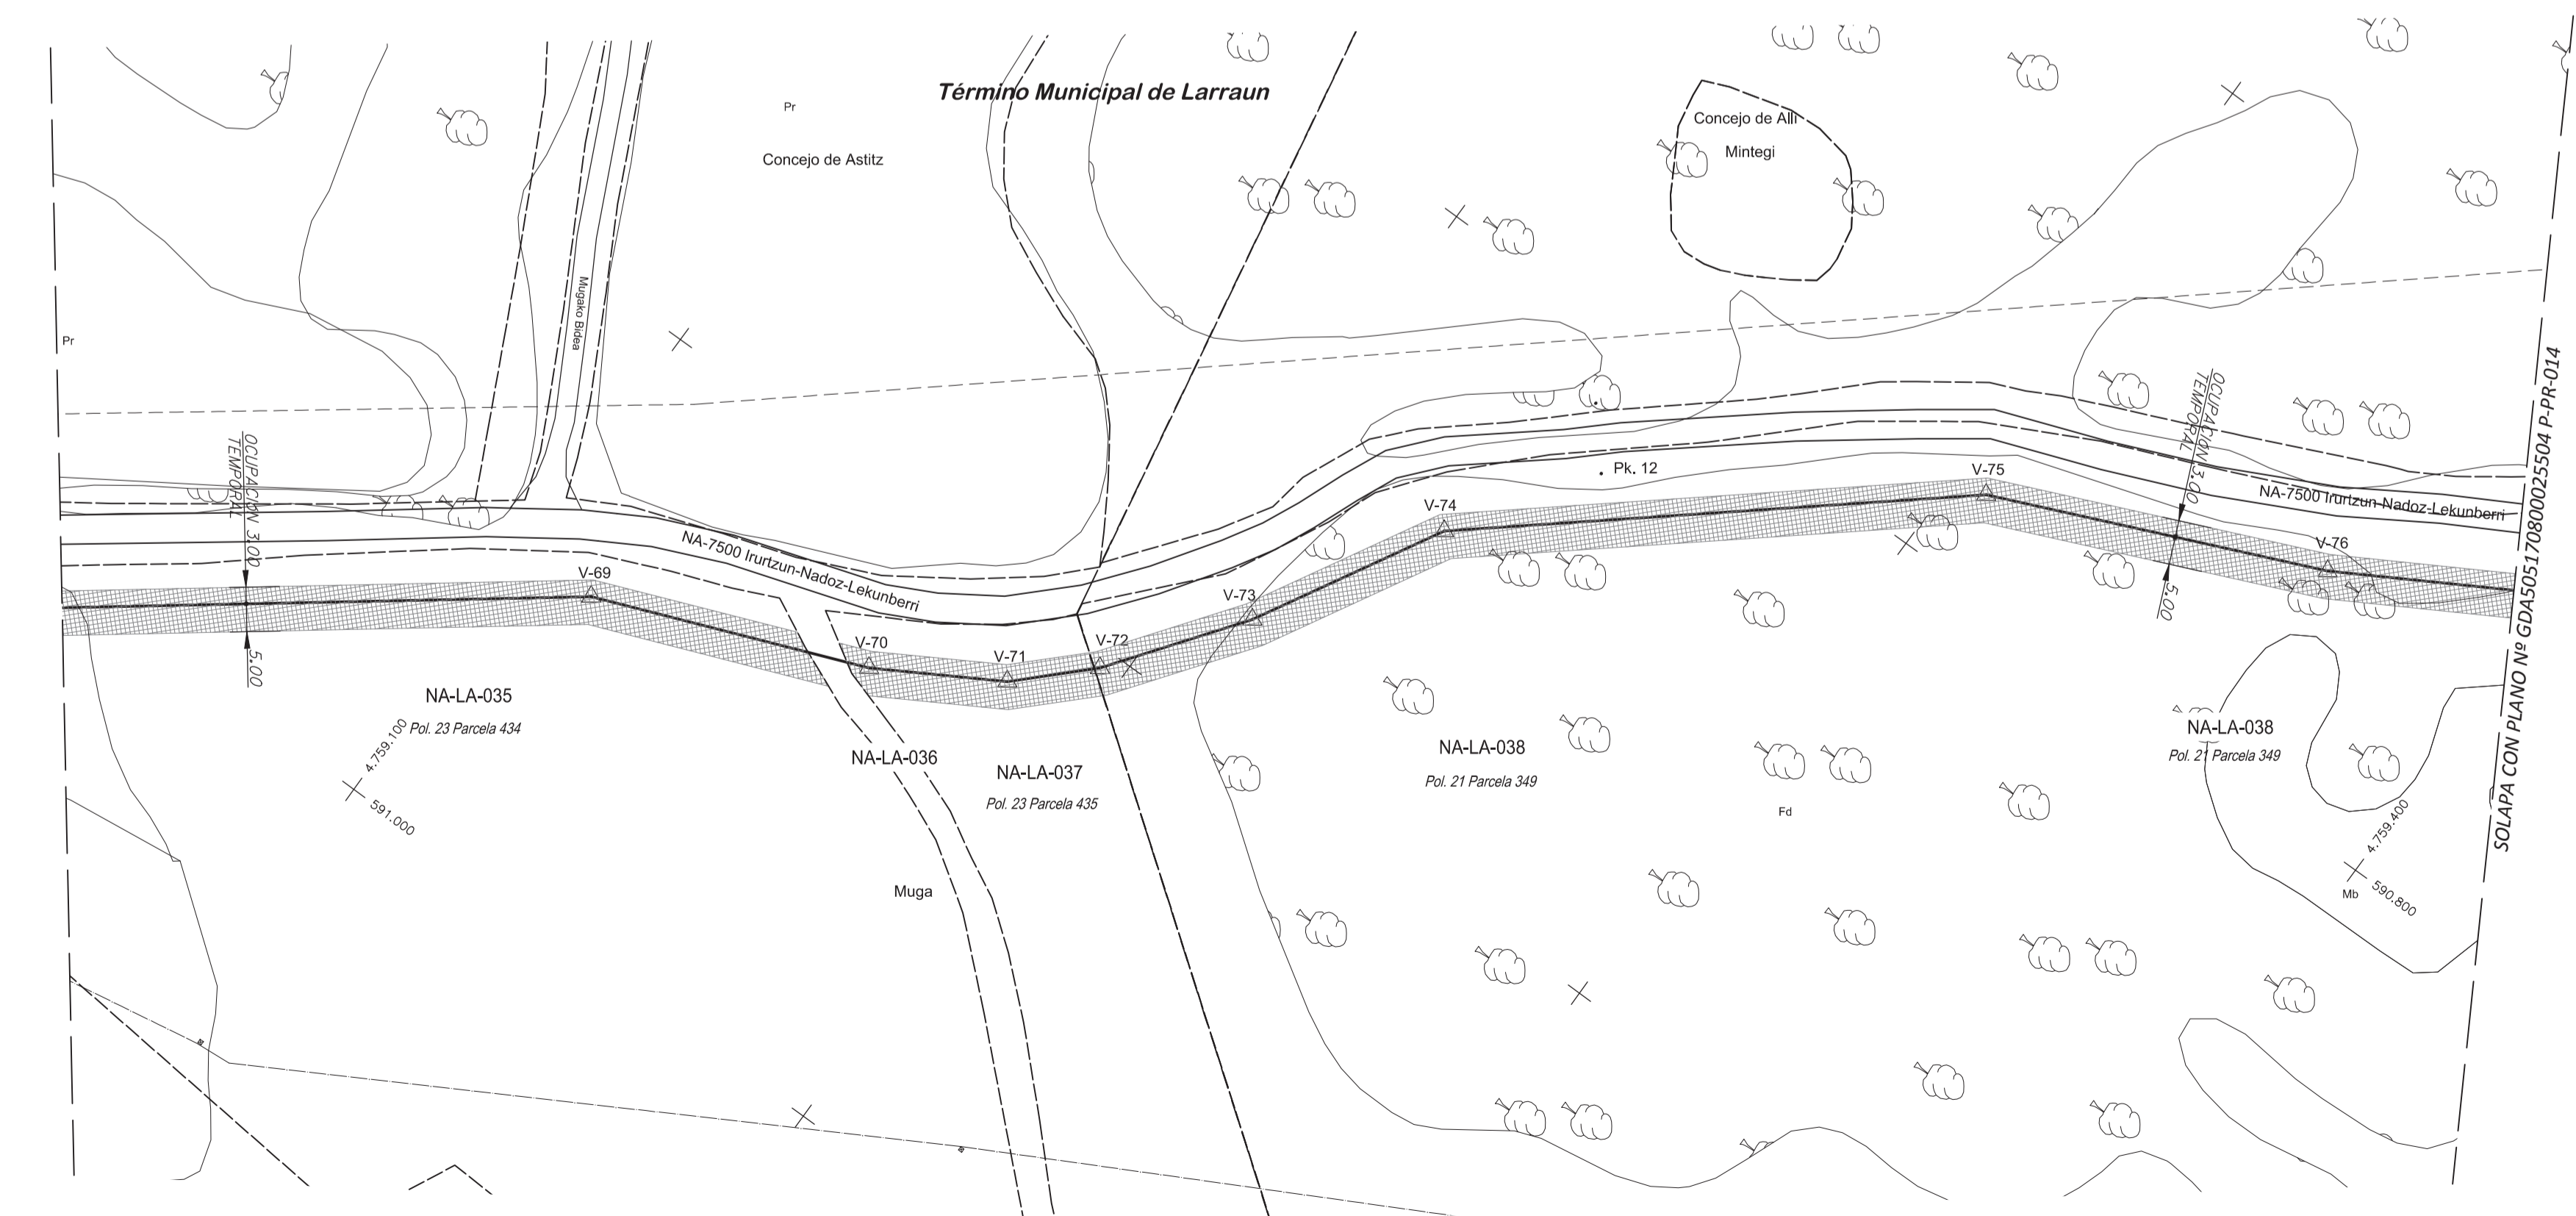 Término Municipal de Larraun
Pr
Concejo de Astitz
Concejo de Alli
Mintegi
Mugako Bidea
Pr
OCUPACIÓN 3.00
TEMPORAL
5.00
OCUPACIÓN 3.00
TEMPORAL
5.00
SOLAPA CON PLANO Nº GDA5051708000025504 P-PR-014
Pk. 12
NA-7500 Irurtzun-Nadoz-Lekunberri
NA-7500 Irurtzun-Nadoz-Lekunberri
V-69
V-70
V-71
V-72
V-73
V-74
V-75
V-76
NA-LA-035
Pol. 23 Parcela 434
4.759.100
591.000
NA-LA-036
NA-LA-037
Pol. 23 Parcela 435
NA-LA-038
Pol. 21 Parcela 349
NA-LA-038
Pol. 21 Parcela 349
Fd
Muga
4.759.400
590.800
Mb